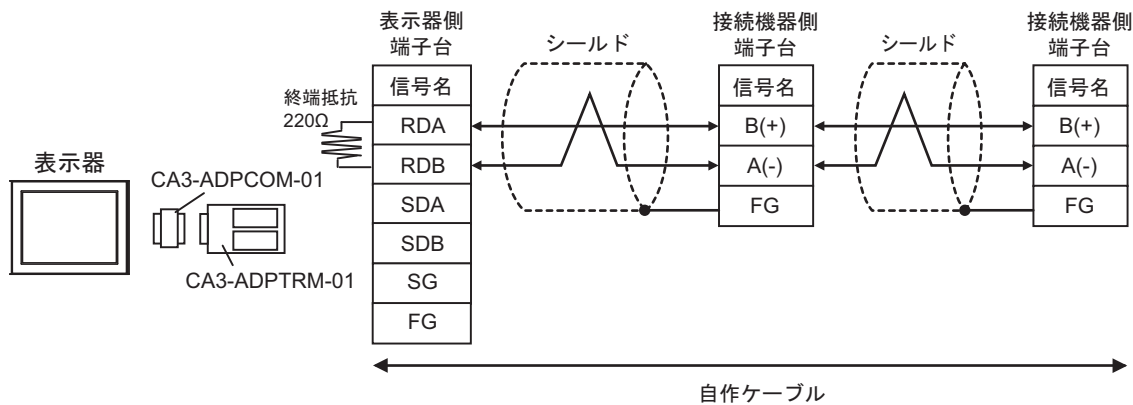 表示器
CA3-ADPCOM-01
CA3-ADPTRM-01
終端抵抗
220Ω
表示器側
端子台
信号名
RDA
RDB
SDA
SDB
SG
FG
シールド
接続機器側
端子台
信号名
B(+)
A(-)
FG
シールド
接続機器側
端子台
信号名
B(+)
A(-)
FG
自作ケーブル